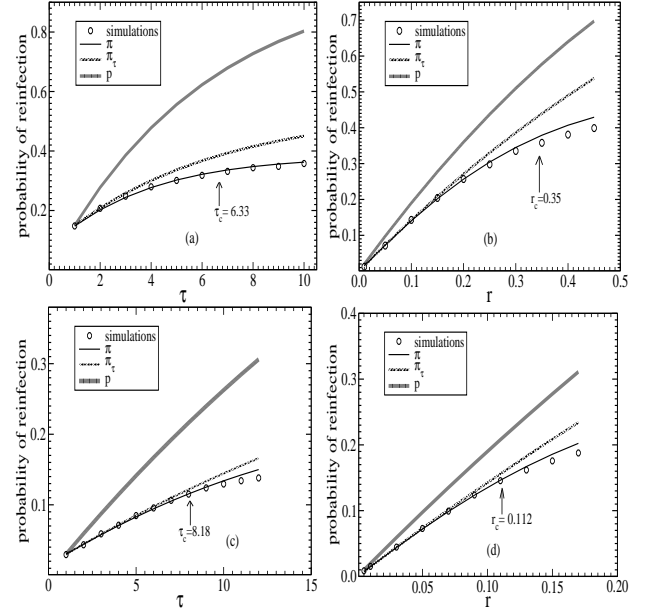 probability of reinfection
0.8
0.6
0.4
0.2
0
simulations
π
π_τ
p
τ_c = 6.33
(a)
0 2 4 6 8 10
τ
probability of reinfection
0.7
0.6
0.5
0.4
0.3
0.2
0.1
simulations
π
π_τ
p
r_c = 0.35
(b)
0.0 0.1 0.2 0.3 0.4 0.5
r
probability of reinfection
0.3
0.2
0.1
simulations
π
π_τ
p
τ_c=8.18
(c)
0 5 10 15
τ
probability of reinfection
0.4
0.3
0.2
0.1
0.0
simulations
π
π_τ
p
r_c = 0.112
(d)
0.00 0.05 0.10 0.15 0.20
r